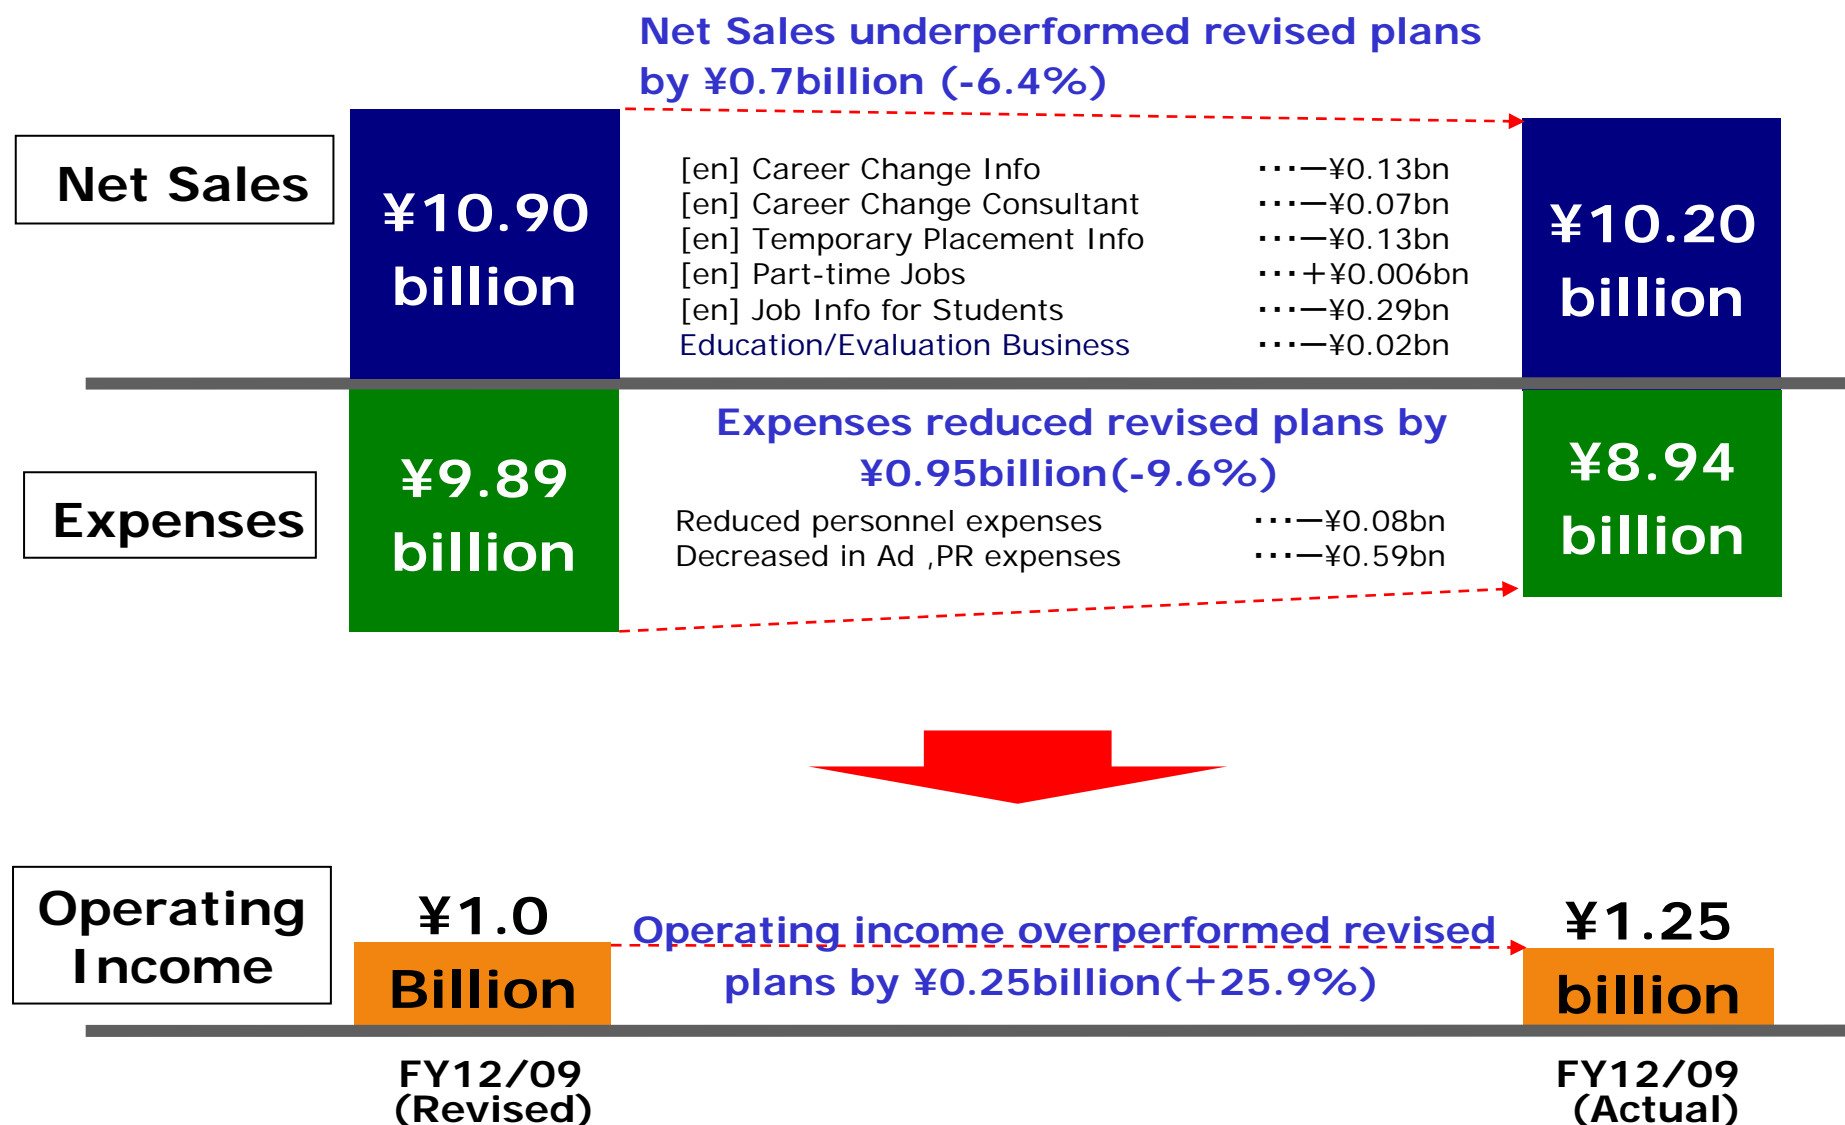 Net Sales underperformed revised plans
by ¥0.7billion (-6.4%)
Net Sales
¥10.90
billion
[en] Career Change Info ・・・－¥0.13bn
[en] Career Change Consultant ・・・－¥0.07bn
[en] Temporary Placement Info ・・・－¥0.13bn
[en] Part-time Jobs ・・・＋¥0.006bn
[en] Job Info for Students ・・・－¥0.29bn
Education/Evaluation Business ・・・－¥0.02bn
¥10.20
billion
Expenses
¥9.89
billion
Expenses reduced revised plans by
¥0.95billion(-9.6%)
Reduced personnel expenses ・・・－¥0.08bn
Decreased in Ad ,PR expenses ・・・－¥0.59bn
¥8.94
billion
Operating
Income
¥1.0
Billion
Operating income overperformed revised
plans by ¥0.25billion(＋25.9%)
¥1.25
billion
FY12/09
(Revised)
FY12/09
(Actual)